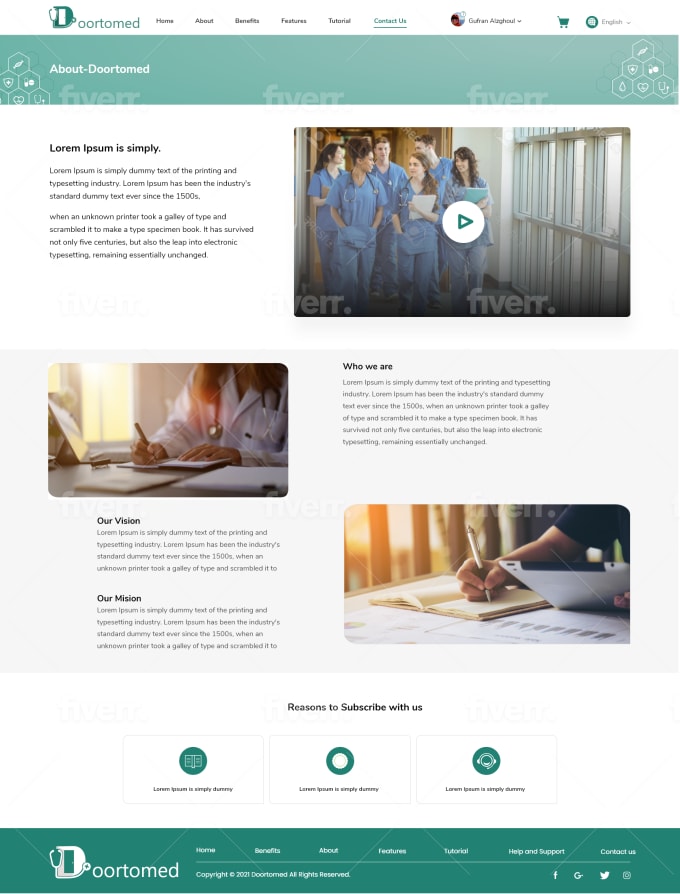 Doortomed
Home About Benefits Features Tutorial Contact Us Gufran Alzghoul English
About-Doortomed
fiverr. fiverr. fiverr.
Lorem Ipsum is simply.
Lorem Ipsum is simply dummy text of the printing and
typesetting industry. Lorem Ipsum has been the industry's
standard dummy text ever since the 1500s,
when an unknown printer took a galley of type and
scrambled it to make a type specimen book. It has survived
not only five centuries, but also the leap into electronic
typesetting, remaining essentially unchanged.
fiverr. fiverr. fiverr.
Who we are
Lorem Ipsum is simply dummy text of the printing and typesetting
industry. Lorem Ipsum has been the industry's standard dummy
text ever since the 1500s, when an unknown printer took a galley
of type and scrambled it to make a type specimen book. It has
survived not only five centuries, but also the leap into electronic
typesetting, remaining essentially unchanged.
fiverr. fiverr. fiverr.
Our Vision
Lorem Ipsum is simply dummy text of the printing and
typesetting industry. Lorem Ipsum has been the industry's
standard dummy text ever since the 1500s, when an
unknown printer took a galley of type and scrambled it to
Our Mision
Lorem Ipsum is simply dummy text of the printing and
typesetting industry. Lorem Ipsum has been the industry's
standard dummy text ever since the 1500s, when an
unknown printer took a galley of type and scrambled it to
Reasons to Subscribe with us
fiverr. fiverr. fiverr.
Lorem Ipsum is simply dummy
Lorem Ipsum is simply dummy
Lorem Ipsum is simply dummy
Doortomed
Home Benefits About Features Tutorial Help and Support Contact us
Copyright © 2021 Doortomed All Rights Reserved.